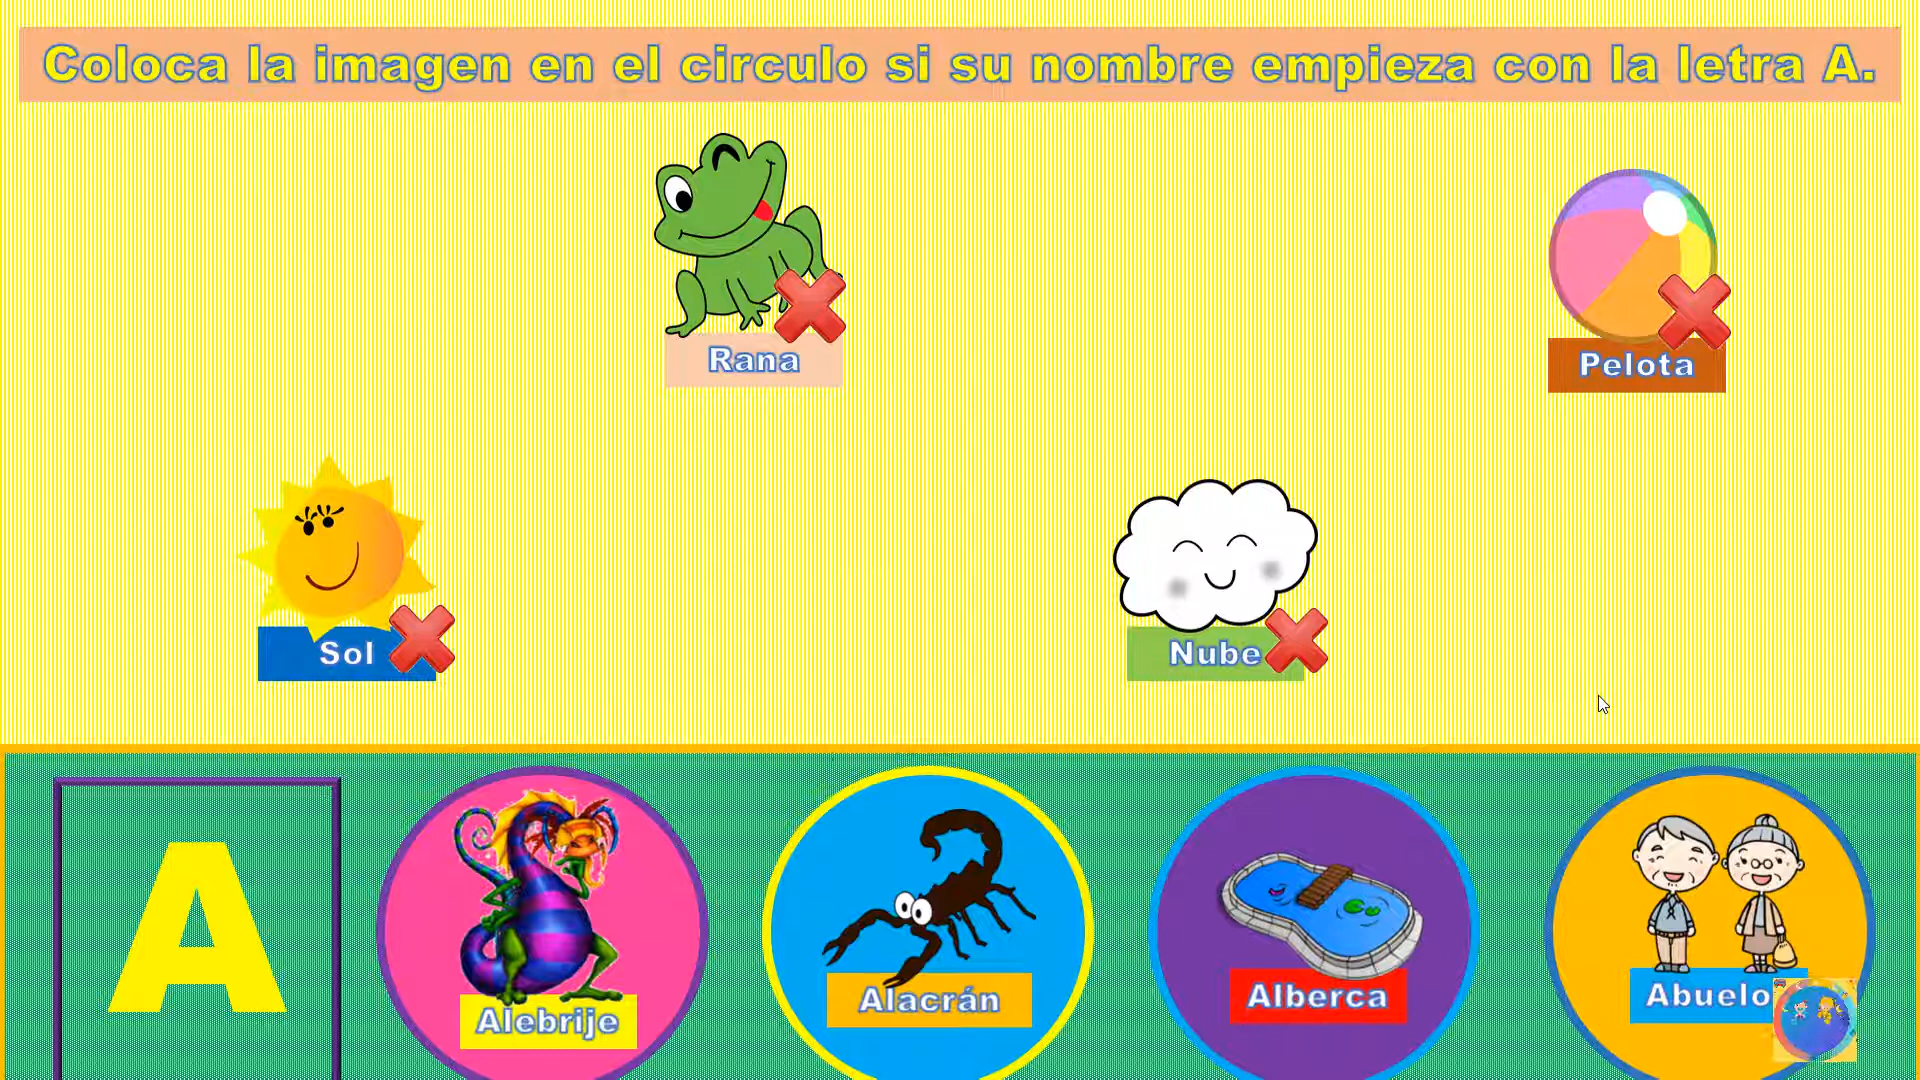 Coloca la imagen en el circulo si su nombre empieza con la letra A.
Rana
Pelota
Sol
Nube
A
Alebrije
Alacrán
Alberca
Abuelo